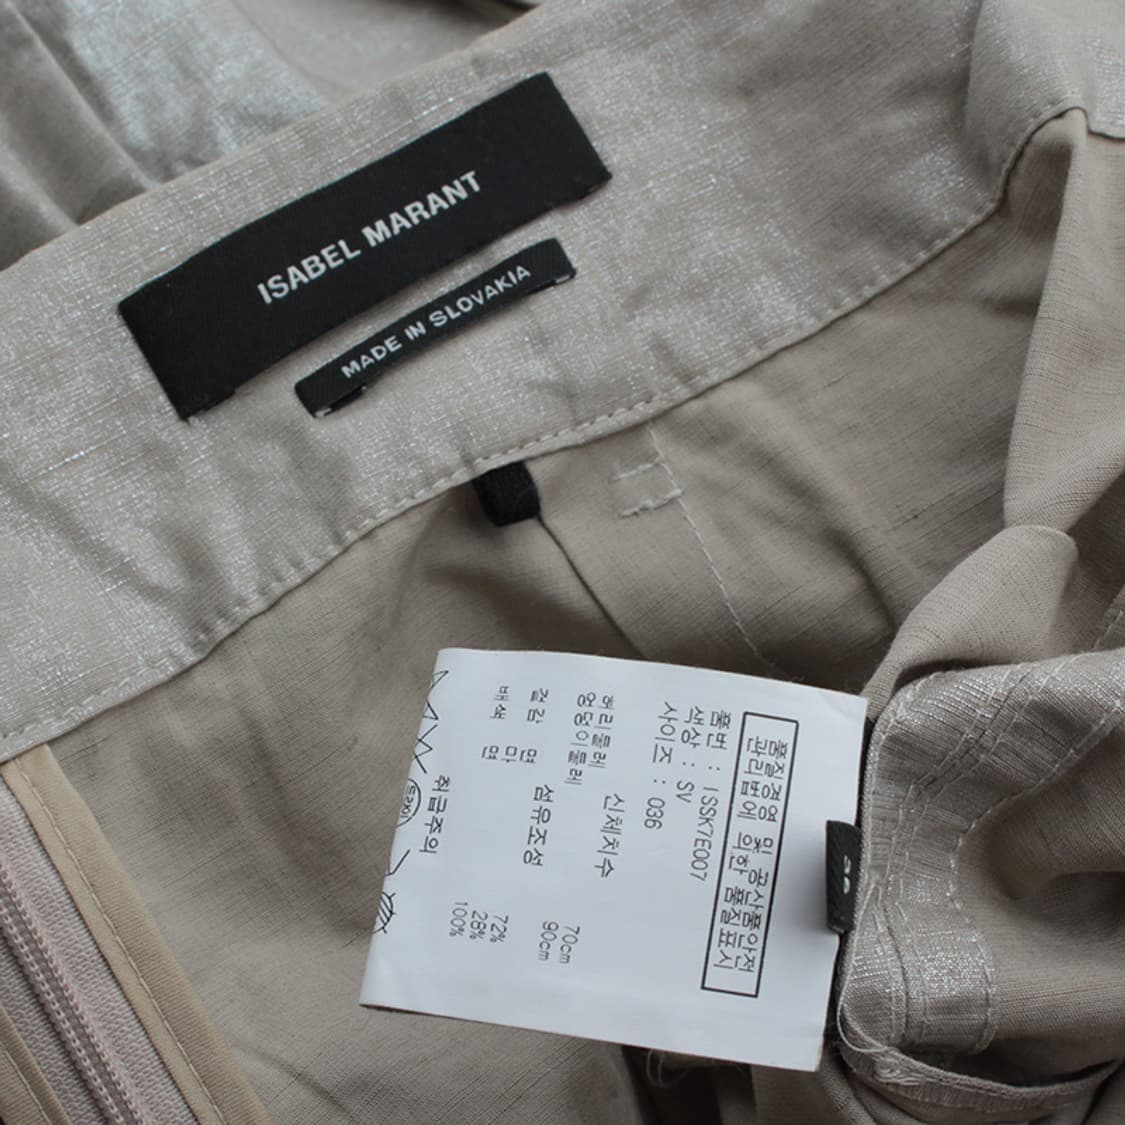 ISABEL MARANT
MADE IN SLOVAKIA
품질경영 및 공산품안전
관리법에 의한 품질표시
품번 : ISSK7E007
색상 : SV
사이즈 : 036
신체치수
허리둘레 70cm
엉덩이둘레 90cm
섬유조성
겉감 면 72%
마 28%
배색 면 100%
취급주의
36